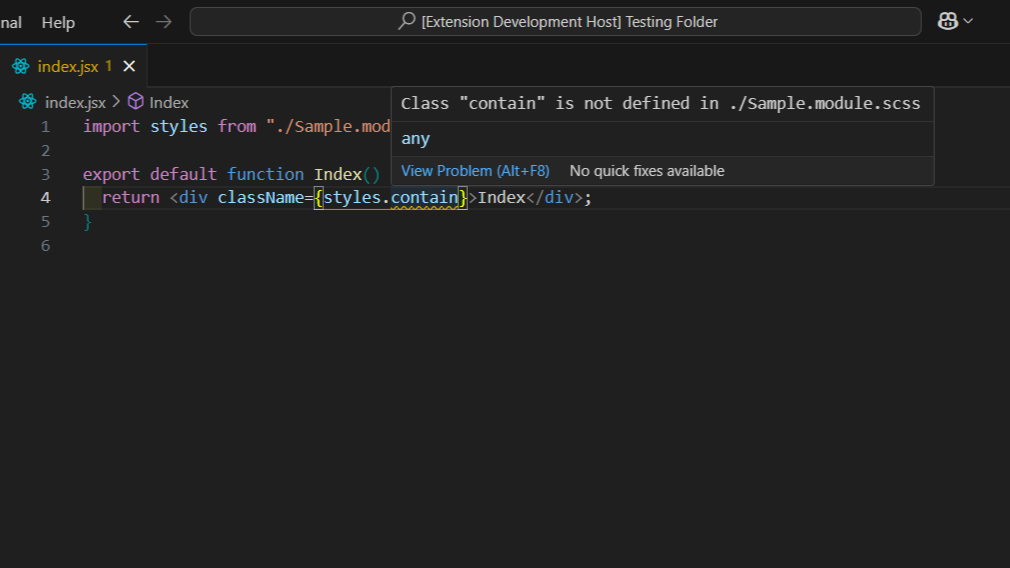 nal Help [Extension Development Host] Testing Folder
index.jsx 1
index.jsx > Index
Class "contain" is not defined in ./Sample.module.scss
any
View Problem (Alt+F8) No quick fixes available
1 import styles from "./Sample.mod
2
3 export default function Index()
4 return <div className={styles.contain}>Index</div>;
5 }
6